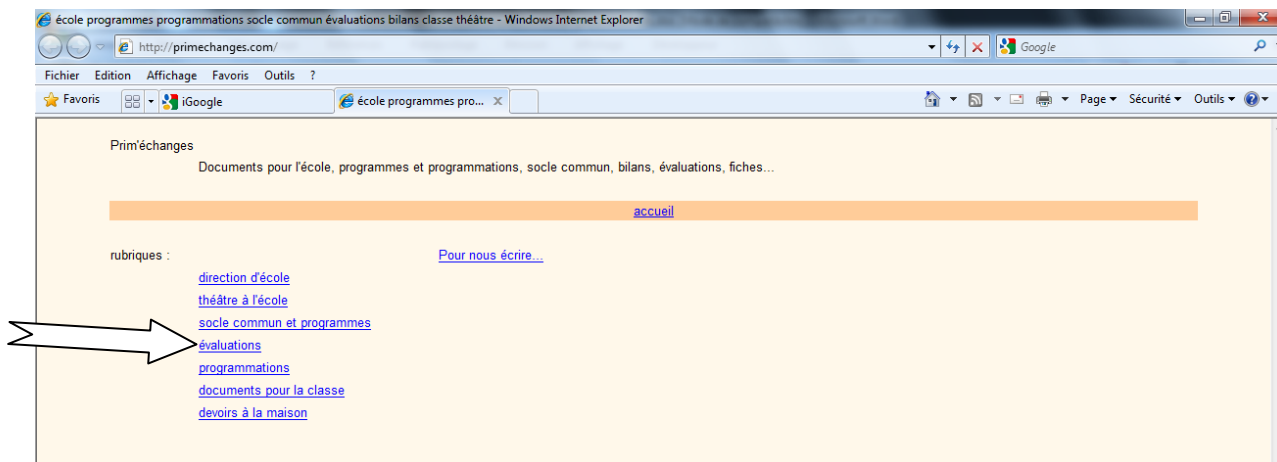 école programmes programmations socle commun évaluations bilans classe théâtre - Windows Internet Explorer
http://primechanges.com/ Google
Fichier Edition Affichage Favoris Outils ?
Favoris iGoogle école programmes pro... X Page Sécurité Outils
Prim'échanges
Documents pour l'école, programmes et programmations, socle commun, bilans, évaluations, fiches...
accueil
rubriques : Pour nous écrire...
direction d'école
théâtre à l'école
socle commun et programmes
évaluations
programmations
documents pour la classe
devoirs à la maison